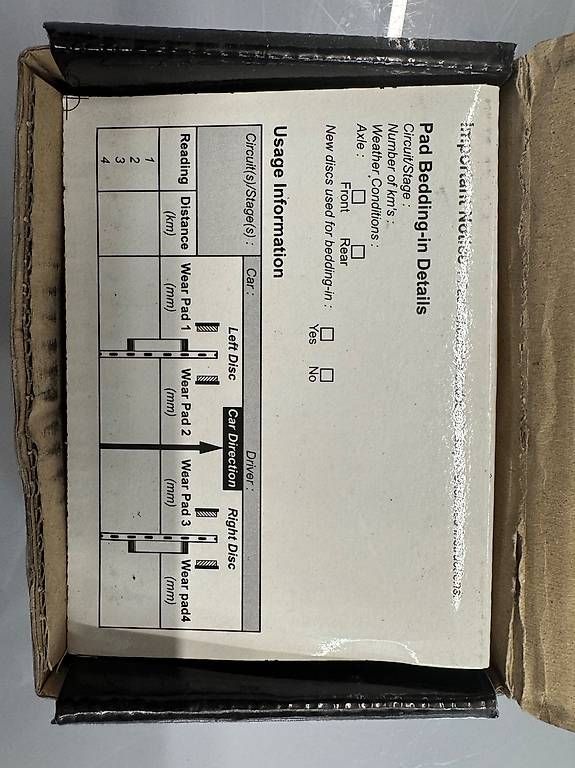 Important Notice
Pad Bedding-in Details
Circuit/Stage :
Number of km's :
Weather Conditions :
Axle :
Front Rear
New discs used for bedding-in : Yes No
Usage Information
Circuit(s)/Stage(s) : Car : Driver :
Left Disc Car Direction Right Disc
Reading Distance Wear Pad 1 Wear Pad 2 Wear Pad 3 Wear pad4
(km) (mm) (mm) (mm) (mm)
1
2
3
4